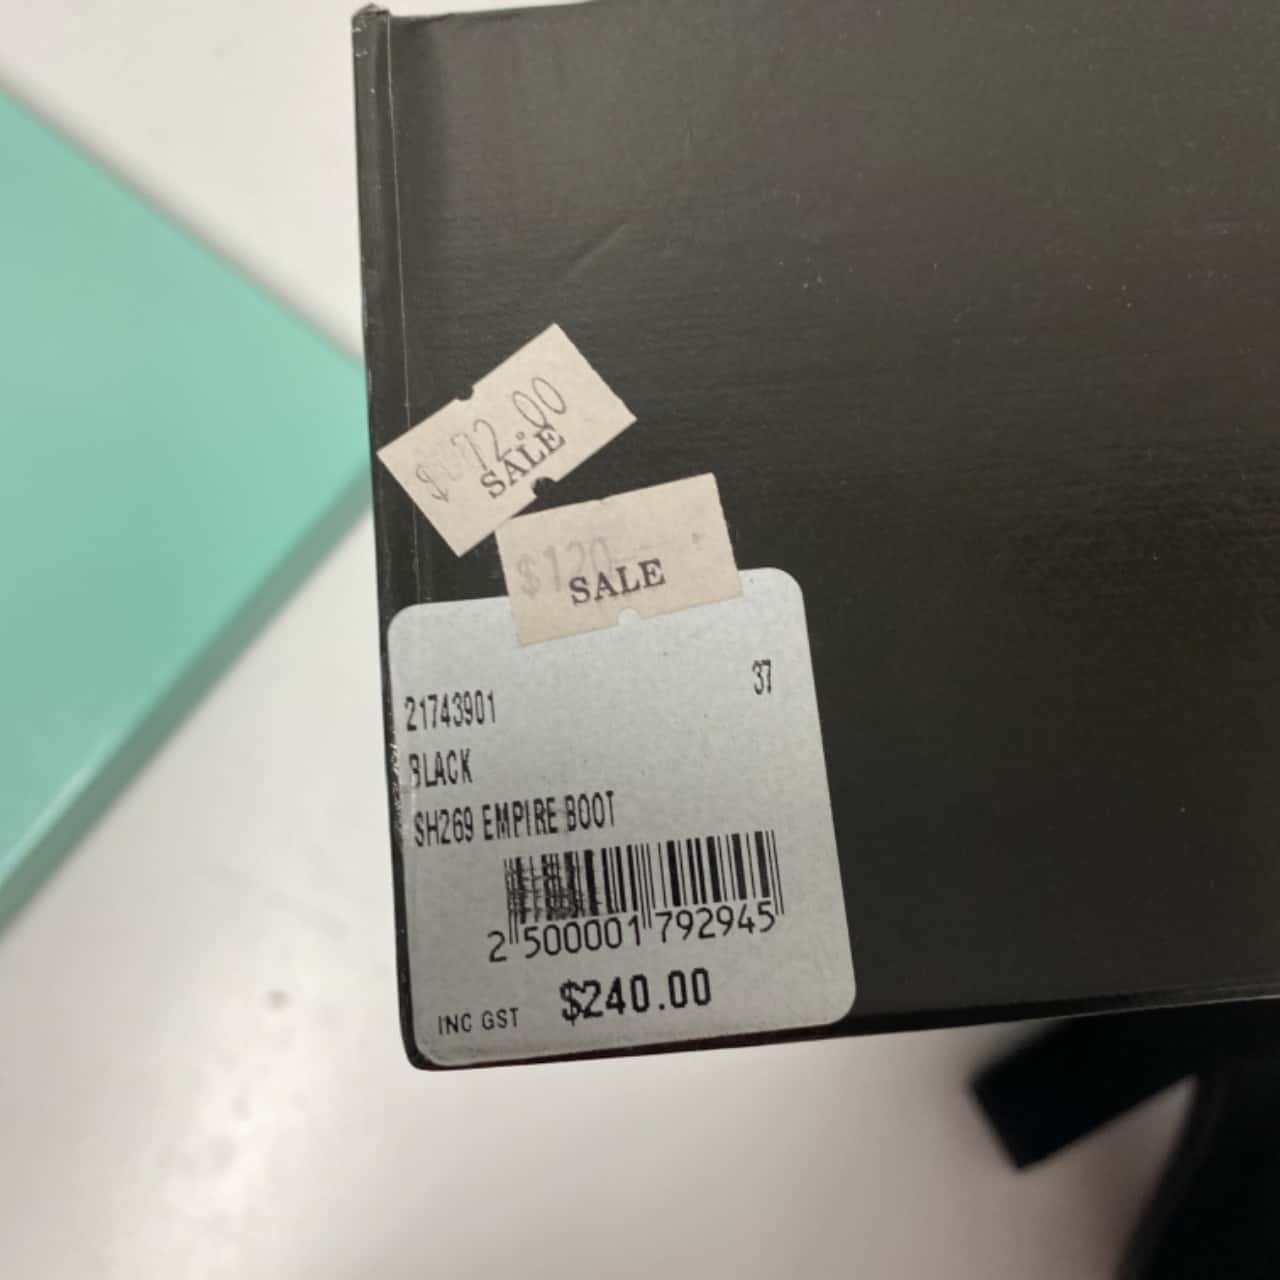 $72.00
SALE
$120
SALE
37
21743901
BLACK
SH269 EMPIRE BOOT
2 500001 792945
INC GST $240.00